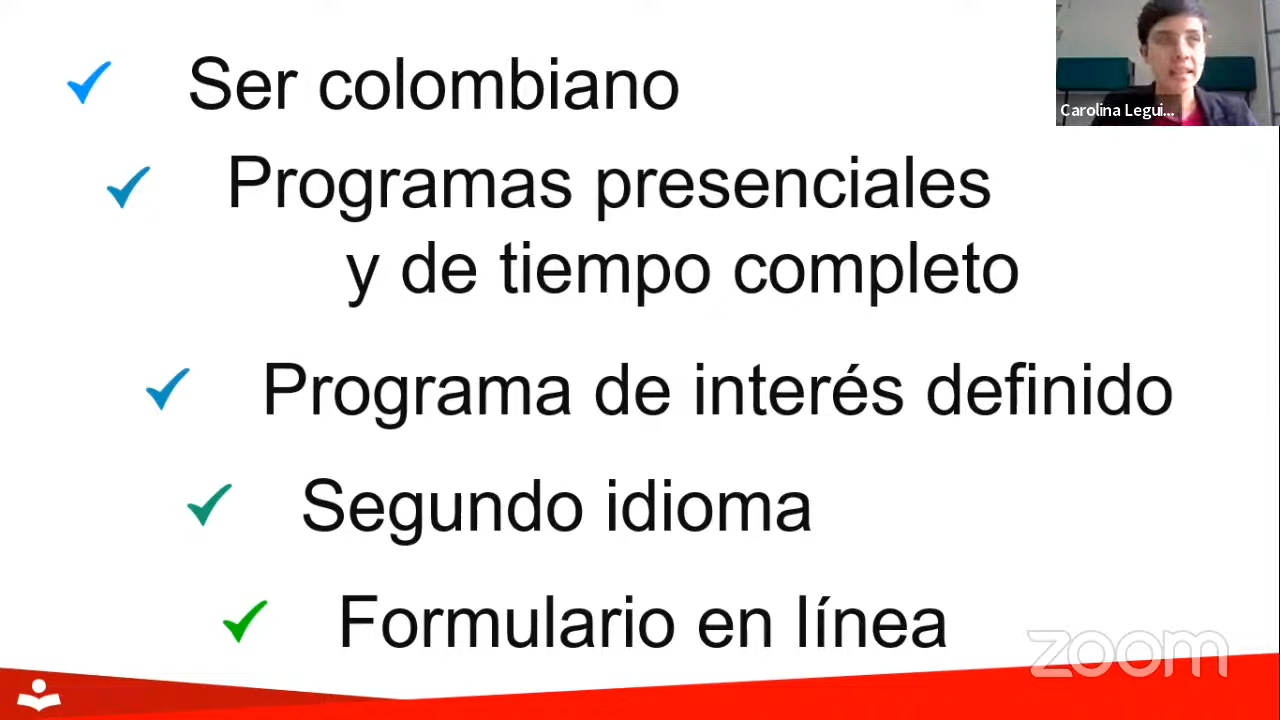 Ser colombiano
Carolina Legui...
Programas presenciales
y de tiempo completo
Programa de interés definido
Segundo idioma
Formulario en línea
zoom